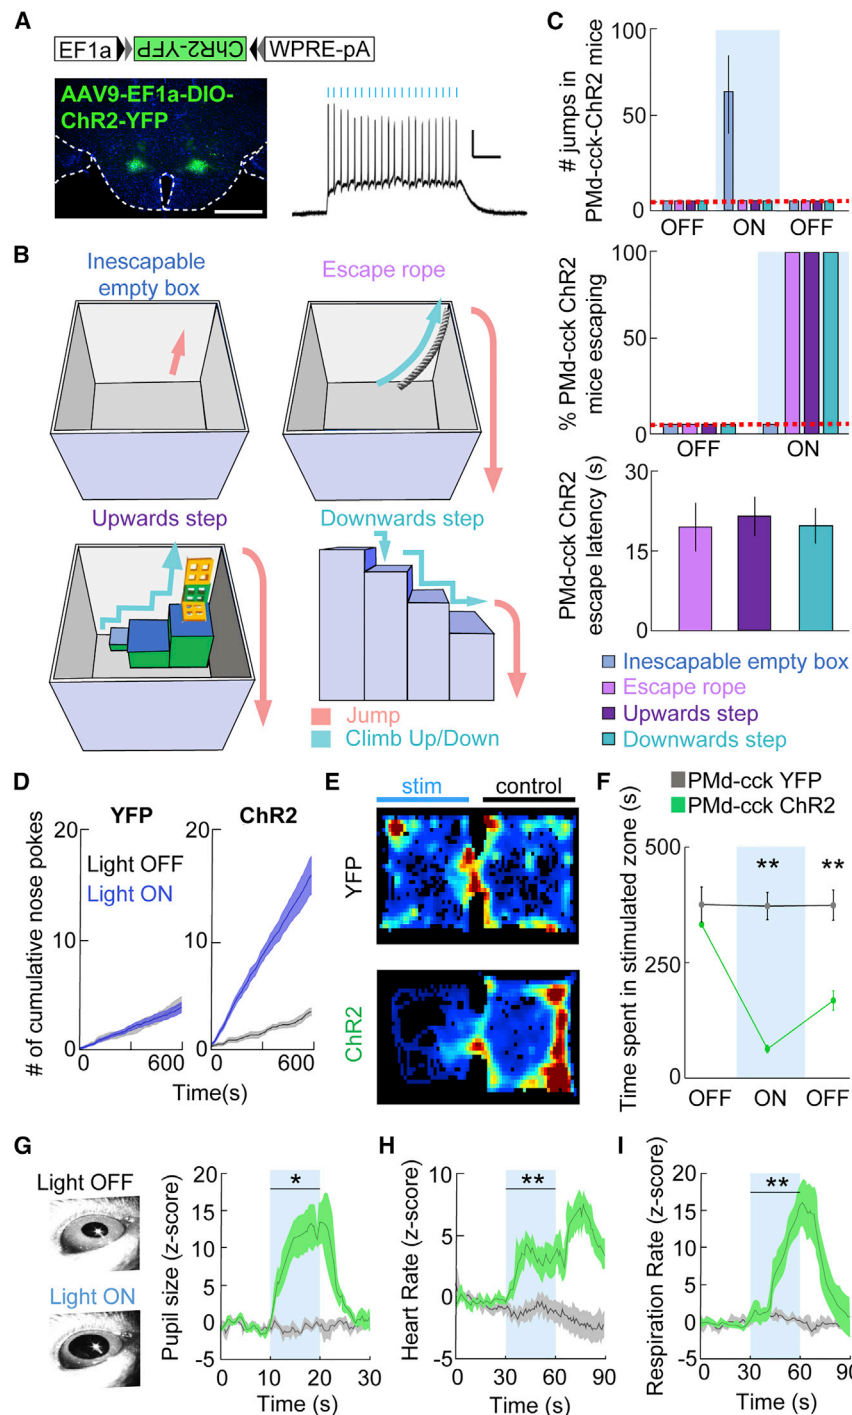 A
EF1a
ChR2-YFP
WPRE-pA
AAV9-EF1a-DIO-
ChR2-YFP
B
Inescapable
empty box
Escape rope
Upwards step
Downwards step
Jump
Climb Up/Down
C
# jumps in
PMd-cck-ChR2 mice
100
50
0
OFF
ON
OFF
% PMd-cck ChR2
mice escaping
100
50
0
OFF
ON
PMd-cck ChR2
escape latency (s)
30
15
0
Inescapable empty box
Escape rope
Upwards step
Downwards step
D
YFP
ChR2
# of cumulative nose pokes
20
10
0
20
10
0
Light OFF
Light ON
0
600
0
600
Time(s)
E
stim
control
YFP
ChR2
F
PMd-cck YFP
PMd-cck ChR2
Time spent in stimulated zone (s)
500
250
0
**
**
OFF
ON
OFF
G
Light OFF
Light ON
Pupil size (z-score)
20
15
10
5
0
-5
*
0
10
20
30
Time (s)
H
Heart Rate (z-score)
10
5
0
-5
**
0
30
60
90
Time (s)
I
Respiration Rate (z-score)
20
15
10
5
0
-5
**
0
30
60
90
Time (s)